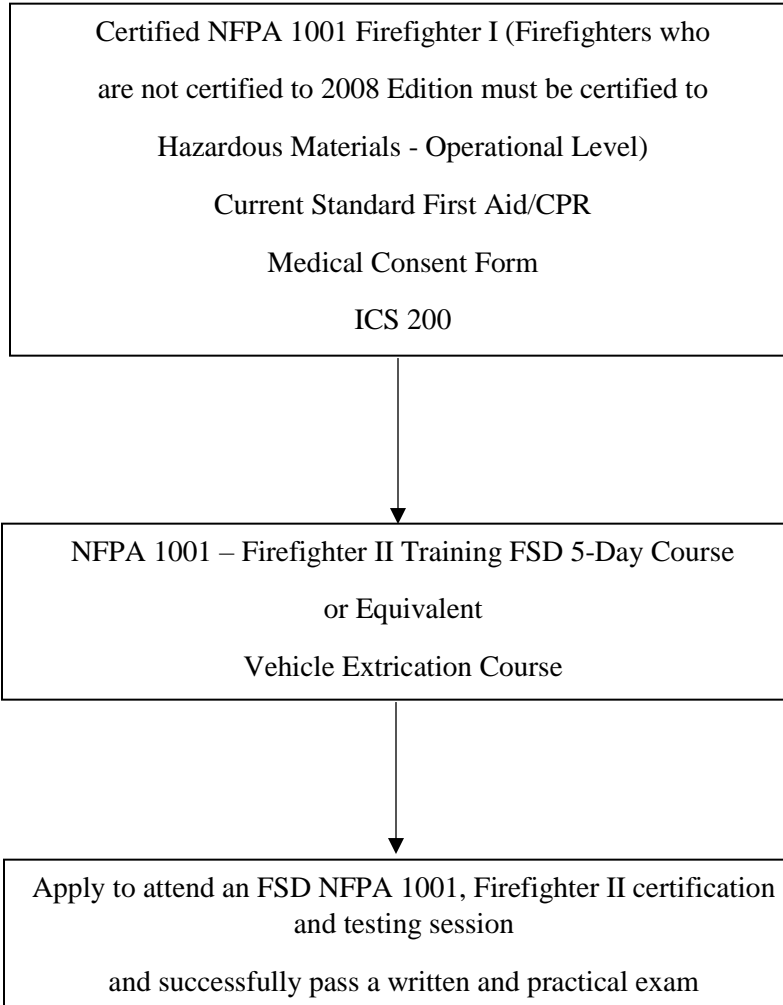 Certified NFPA 1001 Firefighter I (Firefighters who
are not certified to 2008 Edition must be certified to
Hazardous Materials - Operational Level)
Current Standard First Aid/CPR
Medical Consent Form
ICS 200
NFPA 1001 – Firefighter II Training FSD 5-Day Course
or Equivalent
Vehicle Extrication Course
Apply to attend an FSD NFPA 1001, Firefighter II certification
and testing session
and successfully pass a written and practical exam